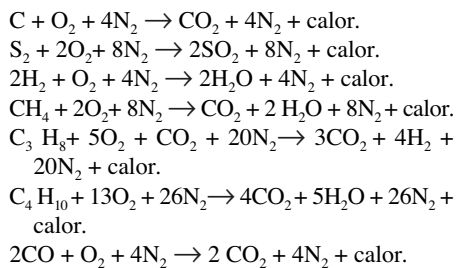 C + O₂ + 4N₂ → CO₂ + 4N₂ + calor.
S₂ + 2O₂+ 8N₂ → 2SO₂ + 8N₂ + calor.
2H₂ + O₂ + 4N₂ → 2H₂O + 4N₂ + calor.
CH₄ + 2O₂+ 8N₂ → CO₂ + 2 H₂O + 8N₂ + calor.
C₃ H₈+ 5O₂ + CO₂ + 20N₂→ 3CO₂ + 4H₂ +
20N₂ + calor.
C₄ H₁₀ + 13O₂ + 26N₂→ 4CO₂ + 5H₂O + 26N₂ +
calor.
2CO + O₂ + 4N₂ → 2 CO₂ + 4N₂ + calor.